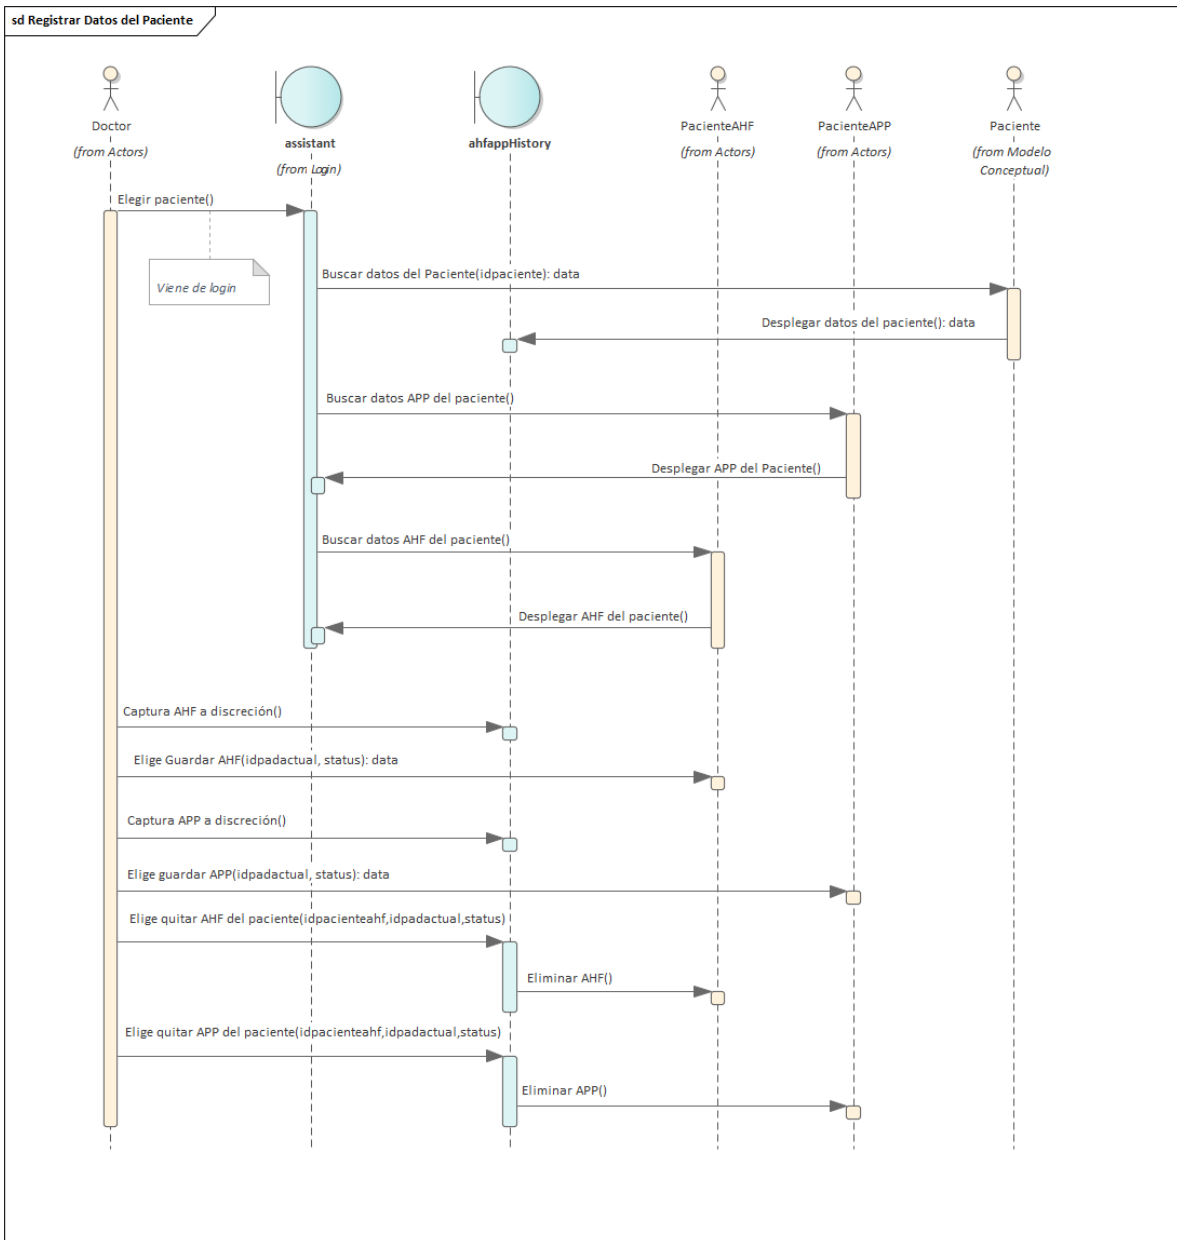 sd Registrar Datos del Paciente
Doctor
(from Actors)
assistant
(from Login)
ahfappHistory
PacienteAHF
(from Actors)
PacienteAPP
(from Actors)
Paciente
(from Modelo
Conceptual)
Elegir paciente()
Viene de login
Buscar datos del Paciente(idpaciente): data
Desplegar datos del paciente(): data
Buscar datos APP del paciente()
Desplegar APP del Paciente()
Buscar datos AHF del paciente()
Desplegar AHF del paciente()
Captura AHF a discreción()
Elige Guardar AHF(idpadactual, status): data
Captura APP a discreción()
Elige guardar APP(idpadactual, status): data
Elige quitar AHF del paciente(idpacienteahf,idpadactual,status)
Eliminar AHF()
Elige quitar APP del paciente(idpacienteahf,idpadactual,status)
Eliminar APP()